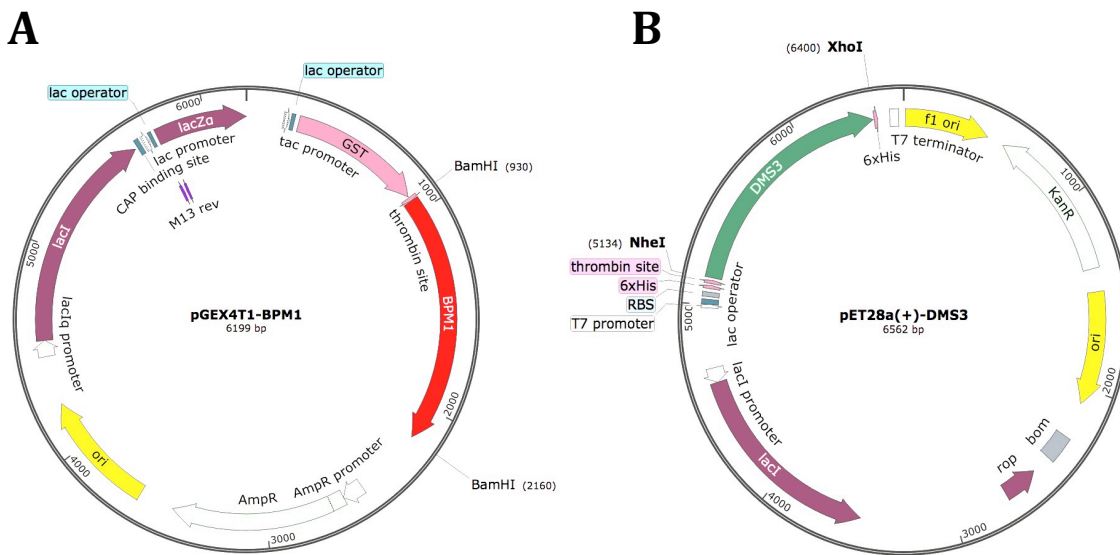 A
lac operator
lac operator
6000
lacZα
lac promoter
CAP binding site
M13 rev
tac promoter
GST
1000
BamHI (930)
thrombin site
lacI
5000
lacIq promoter
pGEX4T1-BPM1
6199 bp
BPM1
2000
BamHI (2160)
AmpR promoter
AmpR
3000
ori
4000
B
(6400) XhoI
6000
6xHis
T7 terminator
f1 ori
KanR
1000
DMS3
(5134) NheI
thrombin site
6xHis
RBS
T7 promoter
5000
lac operator
pET28a(+)-DMS3
6562 bp
ori
2000
lacI promoter
lacI
4000
bom
rop
3000